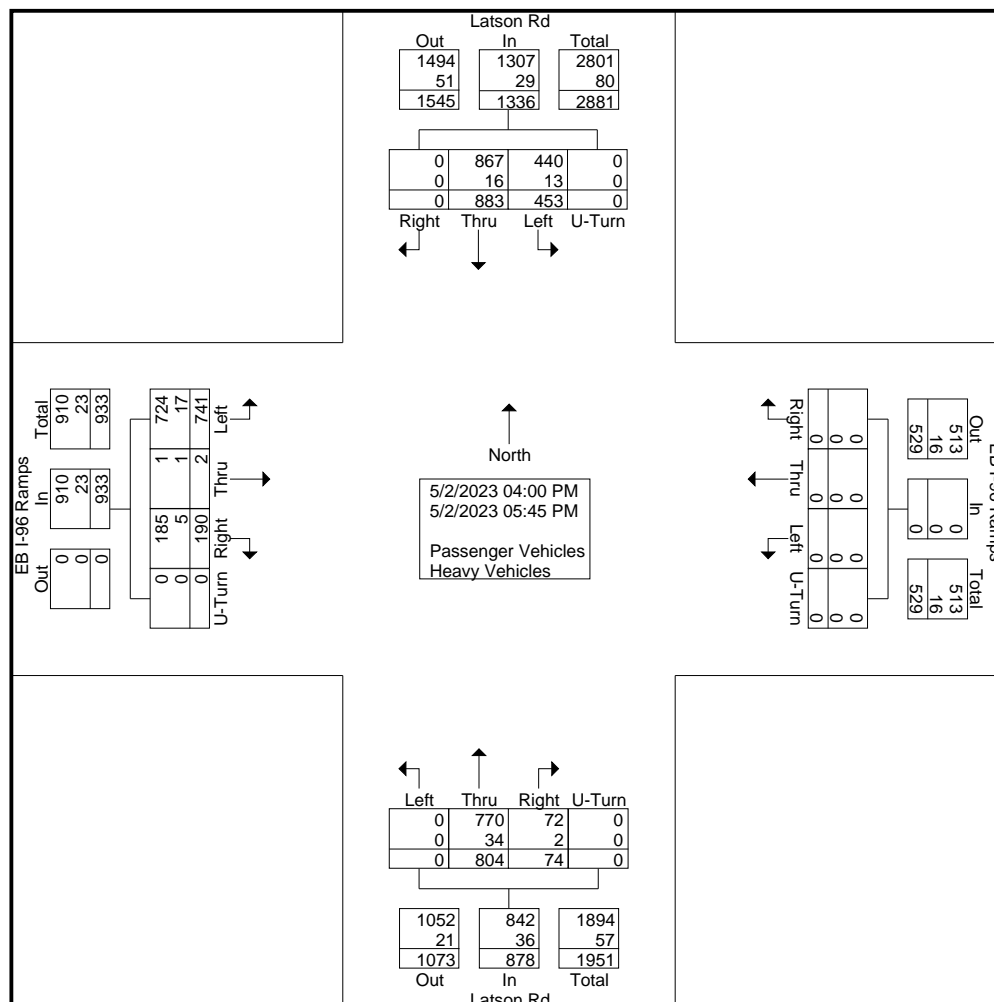 Latson Rd
Out In Total
1494 1307 2801
51 29 80
1545 1336 2881
0 867 440 0
0 16 13 0
0 883 453 0
Right Thru Left U-Turn
EB I-96 Ramps
Total In Out
910 910 0
23 23 0
933 933 0
724 1 185 0
17 1 5 0
741 2 190 0
Left Thru Right U-Turn
North
5/2/2023 04:00 PM
5/2/2023 05:45 PM
Passenger Vehicles
Heavy Vehicles
Right Thru Left U-Turn
0 0 0 0
0 0 0 0
0 0 0 0
Out In Total
513 0 513
16 0 16
529 0 529
Ramps
Left Thru Right U-Turn
0 770 72 0
0 34 2 0
0 804 74 0
1052 842 1894
21 36 57
1073 878 1951
Out In Total
Latson Rd